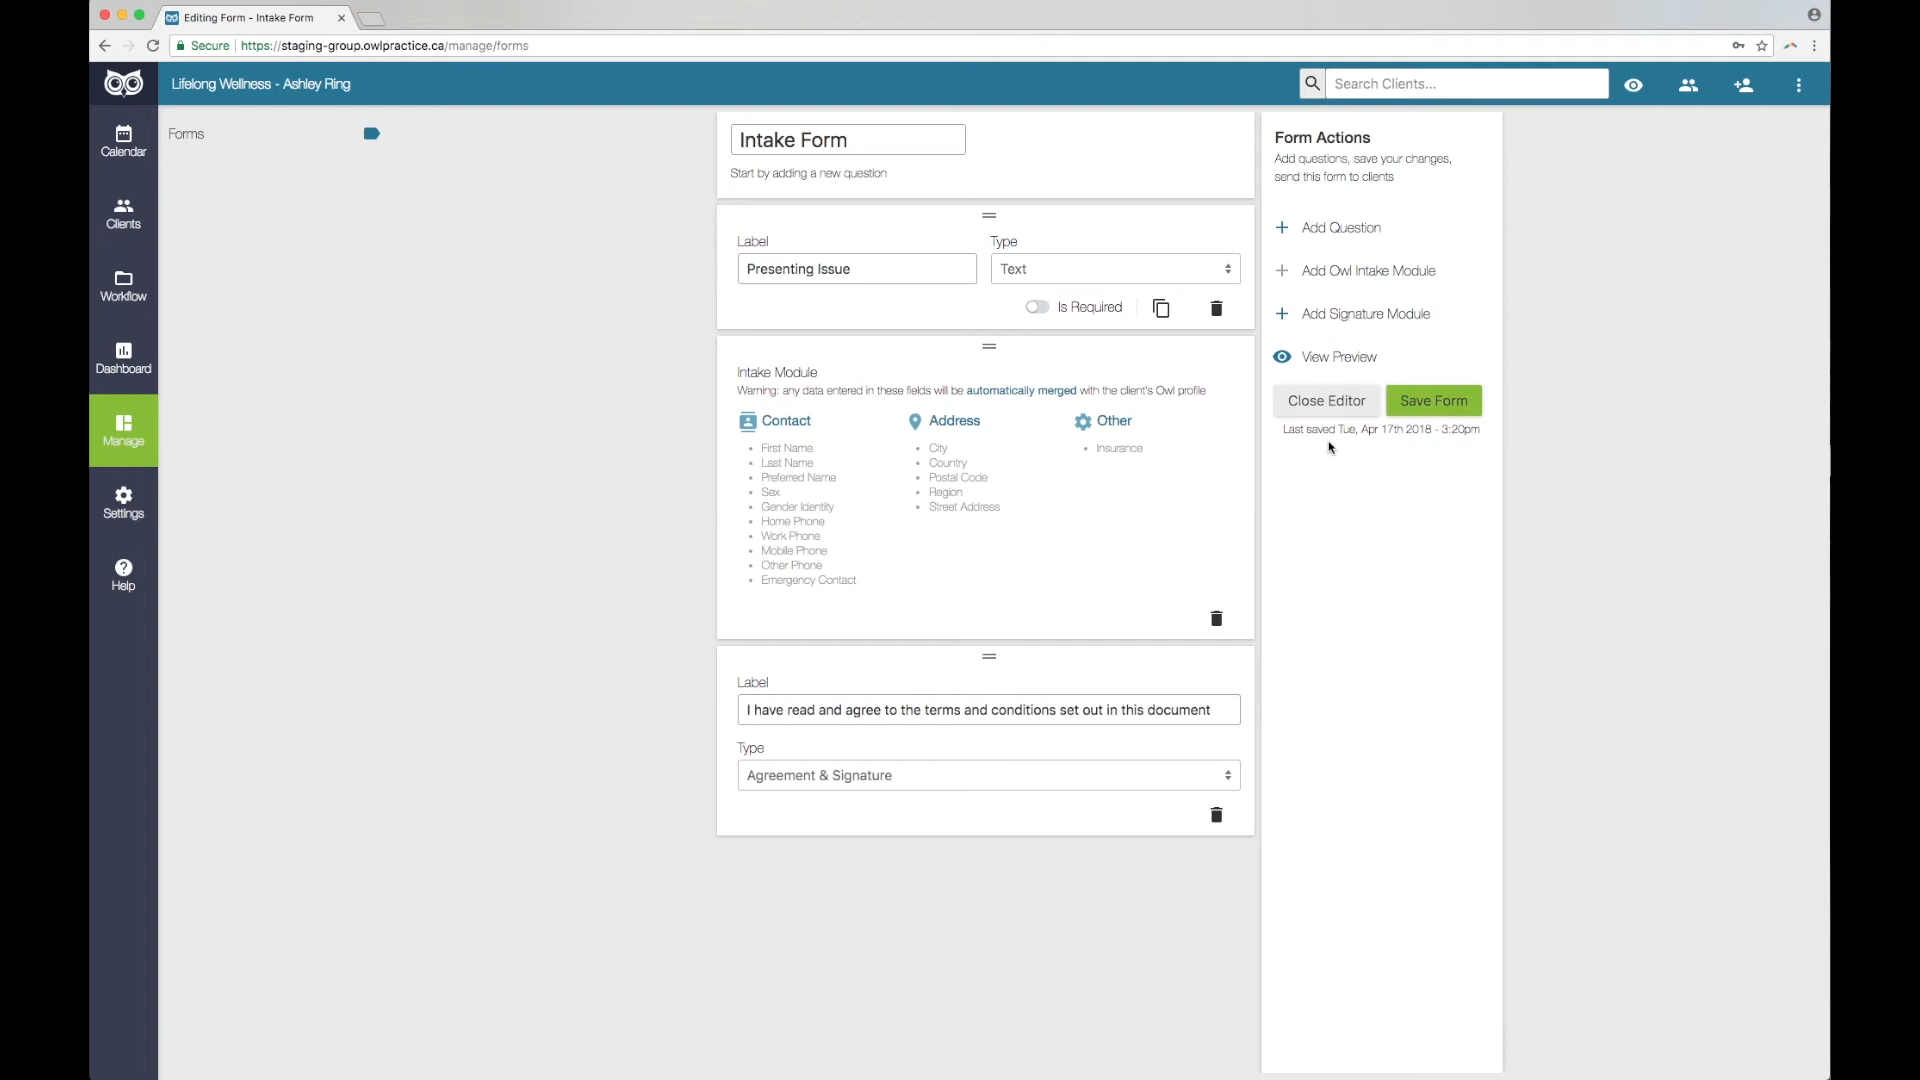 Editing Form - Intake Form
Secure https://staging-group.owlpractice.ca/manage/forms
Lifelong Wellness - Ashley Ring
Search Clients...
Calendar
Clients
Workflow
Dashboard
Manage
Settings
Help
Forms
Intake Form
Start by adding a new question
Label Type
Presenting Issue Text
Is Required
Intake Module
Warning: any data entered in these fields will be automatically merged with the client's Owl profile
Contact
First Name
Last Name
Preferred Name
Sex
Gender Identity
Home Phone
Work Phone
Mobile Phone
Other Phone
Emergency Contact
Address
City
Country
Postal Code
Region
Street Address
Other
Insurance
Label
I have read and agree to the terms and conditions set out in this document
Type
Agreement & Signature
Form Actions
Add questions, save your changes,
send this form to clients
Add Question
Add Owl Intake Module
Add Signature Module
View Preview
Close Editor Save Form
Last saved Tue, Apr 17th 2018 - 3:20pm